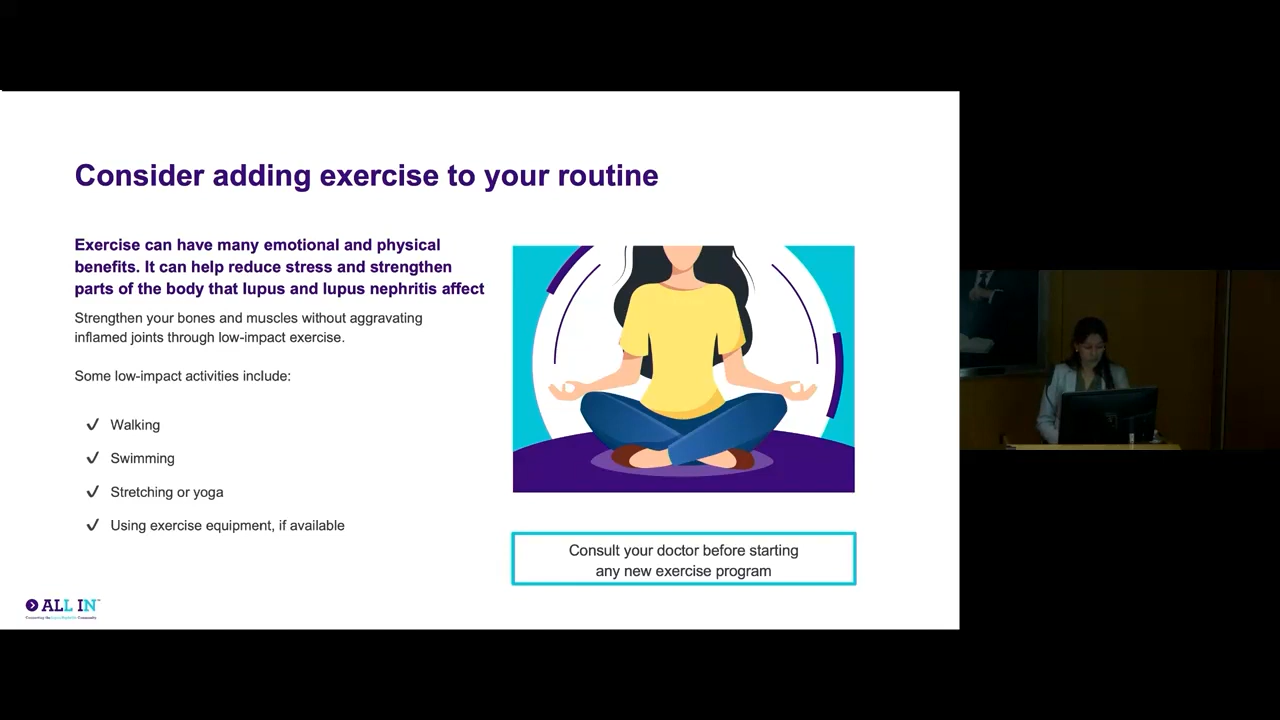 Consider adding exercise to your routine
Exercise can have many emotional and physical
benefits. It can help reduce stress and strengthen
parts of the body that lupus and lupus nephritis affect
Strengthen your bones and muscles without aggravating
inflamed joints through low-impact exercise.
Some low-impact activities include:
✓ Walking
✓ Swimming
✓ Stretching or yoga
✓ Using exercise equipment, if available
Consult your doctor before starting
any new exercise program
ALL IN™